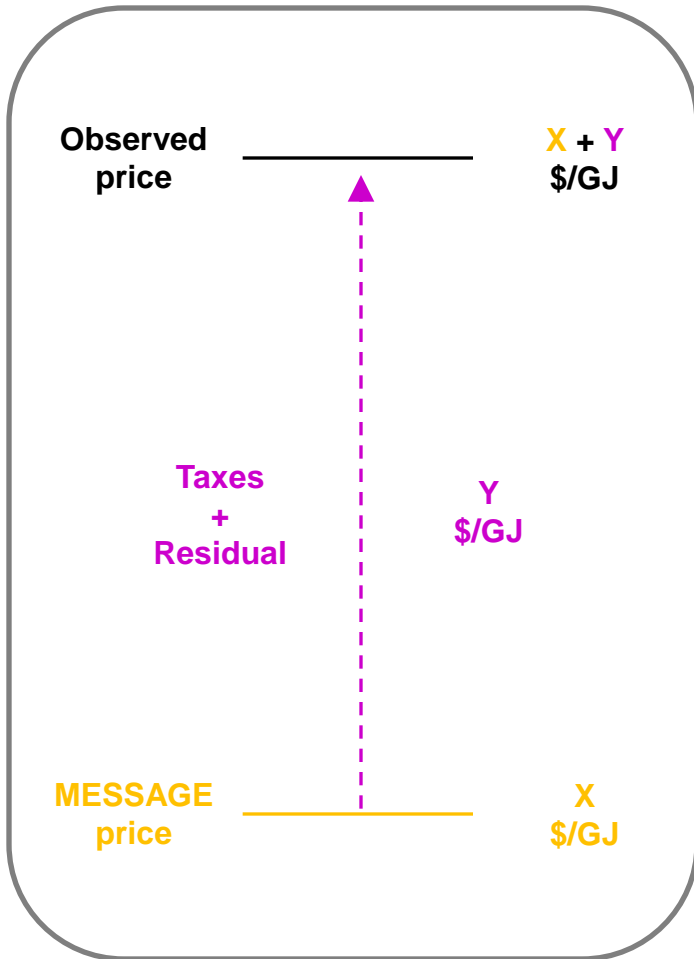 Observed
price
X + Y
$/GJ
Taxes
+
Residual
Y
$/GJ
MESSAGE
price
X
$/GJ